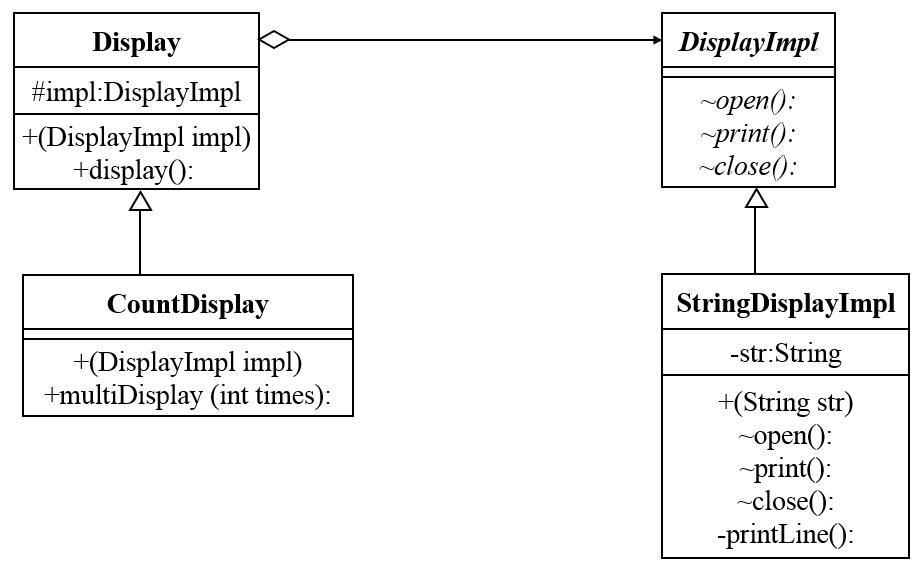 Display
#impl:DisplayImpl
+(DisplayImpl impl)
+display():
DisplayImpl
~open():
~print():
~close():
CountDisplay
+(DisplayImpl impl)
+multiDisplay (int times):
StringDisplayImpl
-str:String
+(String str)
~open():
~print():
~close():
-printLine():